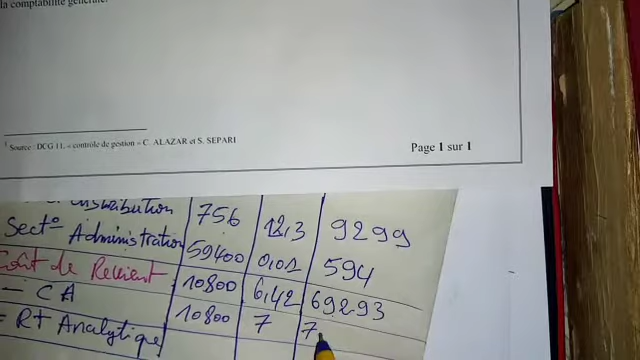 la comptabilité générale.
1 Source : DCG 11, « contrôle de gestion » C. ALAZAR et S. SEPARI
Page 1 sur 1
Distribution 756 12,3 9299
Sect° Administration 59400 0,01 594
Coût de Revient 10800 6,42 69293
– CA 10800 7 7
= R+ Analytique